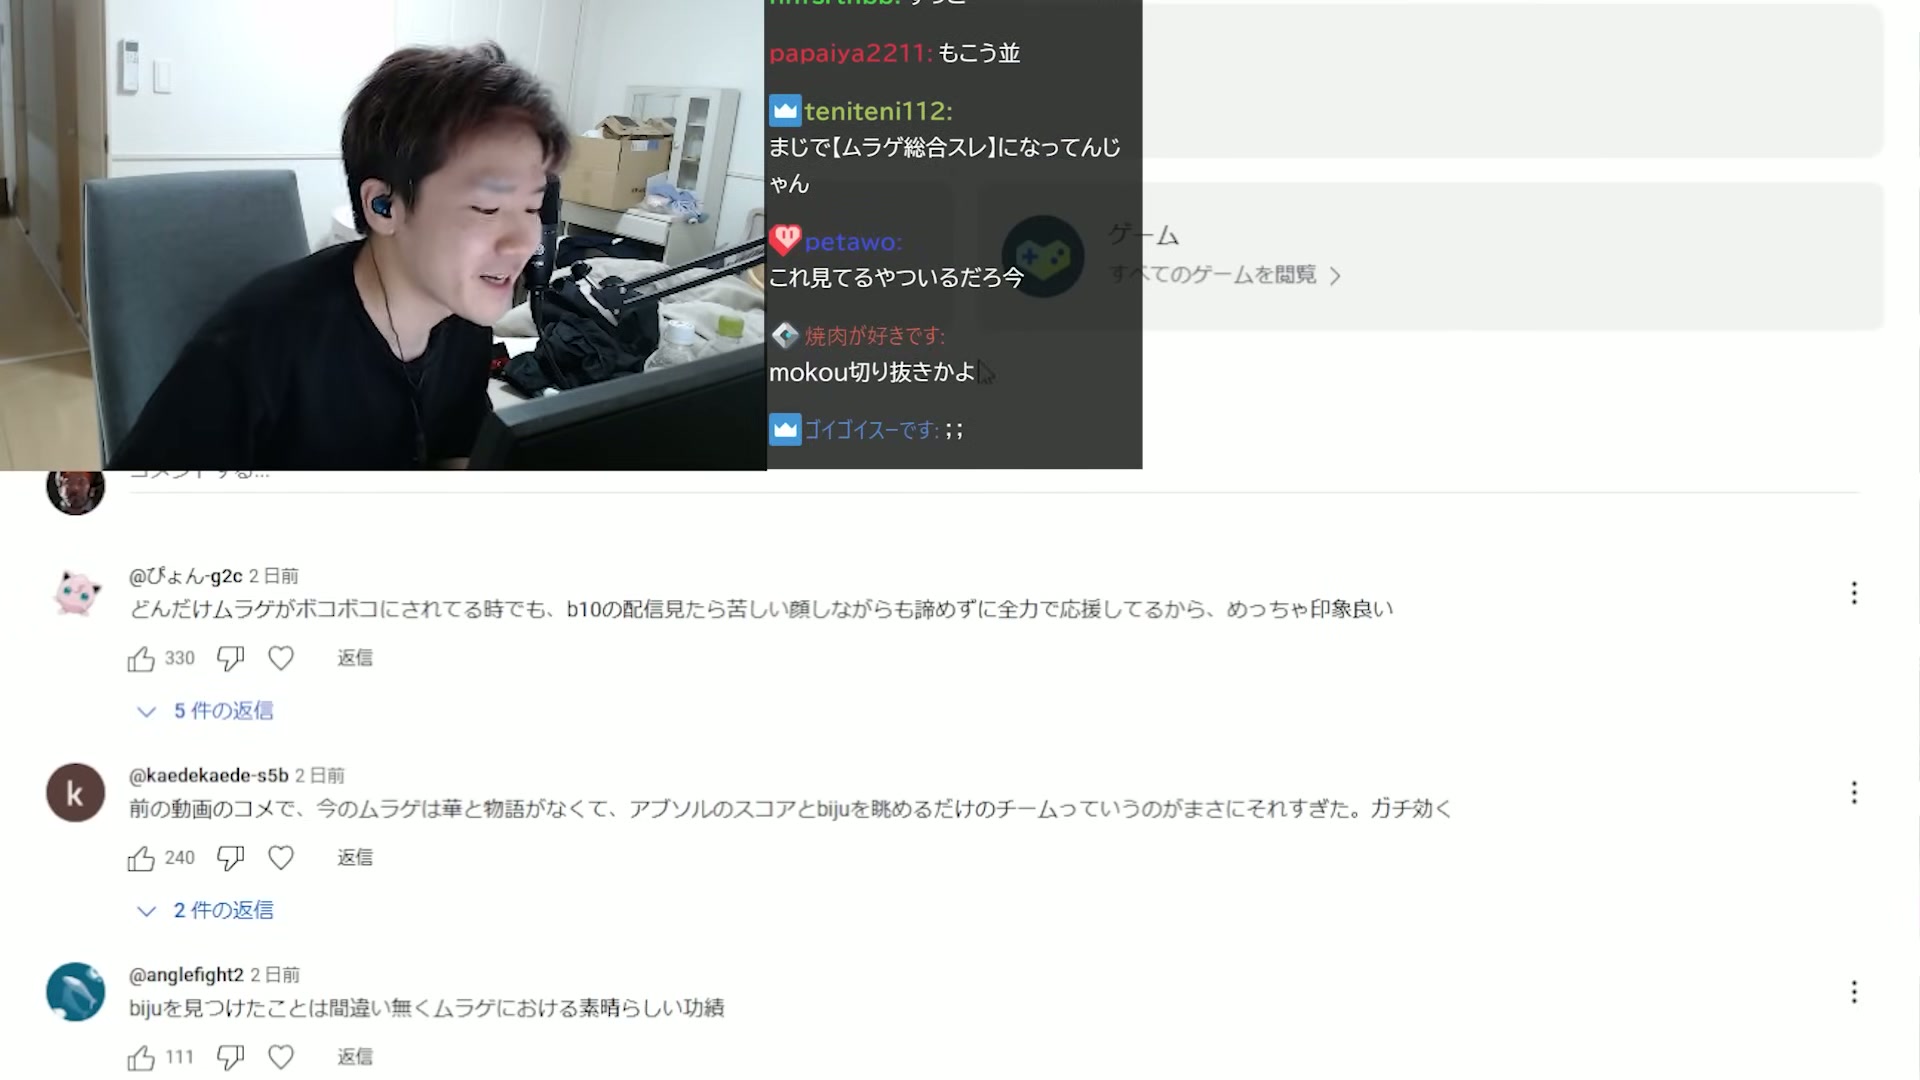 papaiya2211: もこう並
teniteni112:
まじで【ムラゲ総合スレ】になってんじ
ゃん
petawo:
これ見てるやついるだろ今
焼肉が好きです:
mokou切り抜きかよ
ゴイゴイスーです: ; ;
ゲーム
すべてのゲームを閲覧
コメントする...
@ぴょん-g2c 2 日前
どんだけムラゲがボコボコにされてる時でも、b10の配信見たら苦しい顔しながらも諦めずに全力で応援してるから、めっちゃ印象良い
330 返信
5 件の返信
k
@kaedekaede-s5b 2 日前
前の動画のコメで、今のムラゲは華と物語がなくて、アブソルのスコアとbijuを眺めるだけのチームっていうのがまさにそれすぎた。ガチ効く
240 返信
2 件の返信
@anglefight2 2 日前
bijuを見つけたことは間違い無くムラゲにおける素晴らしい功績
111 返信